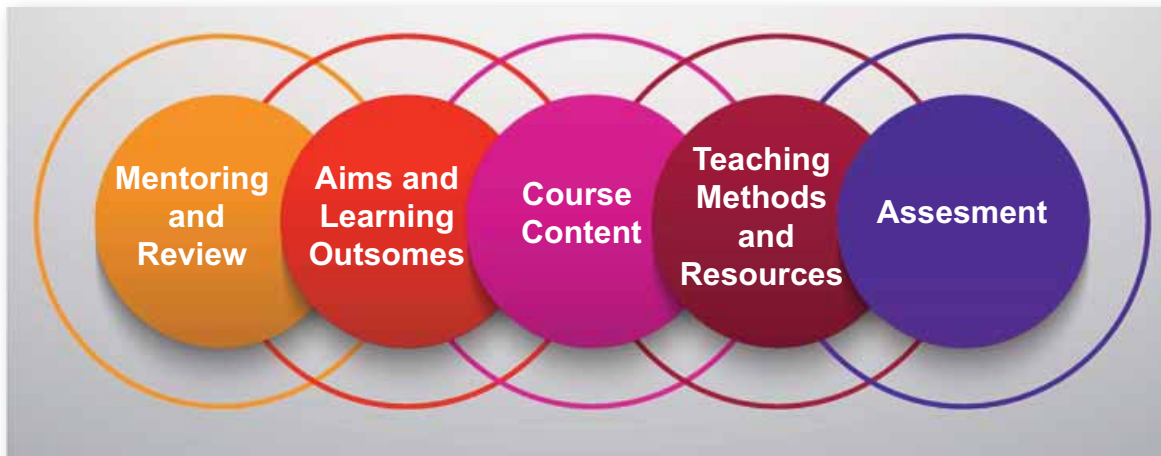 Mentoring
and
Review
Aims and
Learning
Outsomes
Course
Content
Teaching
Methods
and
Resources
Assesment